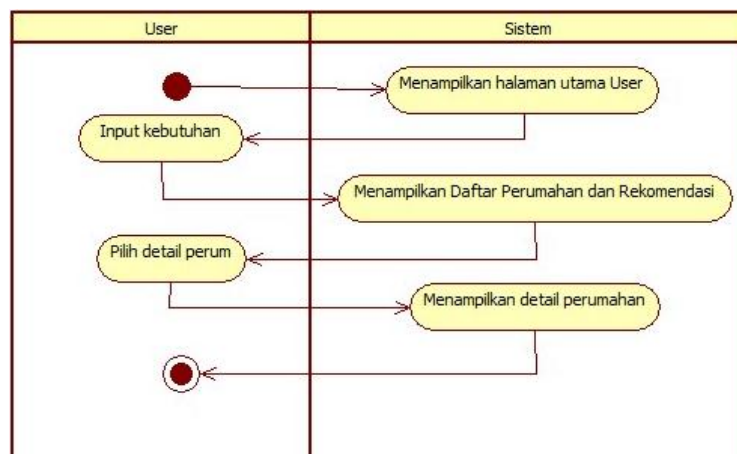 User
Sistem
Menampilkan halaman utama User
Input kebutuhan
Menampilkan Daftar Perumahan dan Rekomendasi
Pilih detail perum
Menampilkan detail perumahan